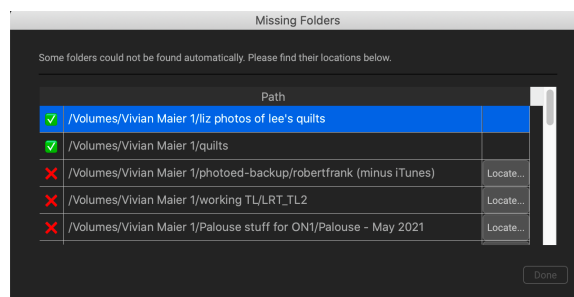 Missing Folders
Some folders could not be found automatically. Please find their locations below.
Path
/Volumes/Vivian Maier 1/liz photos of lee's quilts
/Volumes/Vivian Maier 1/quilts
/Volumes/Vivian Maier 1/photoed-backup/robertfrank (minus iTunes) Locate...
/Volumes/Vivian Maier 1/working TL/LRT_TL2 Locate...
/Volumes/Vivian Maier 1/Palouse stuff for ON1/Palouse - May 2021 Locate...
Done